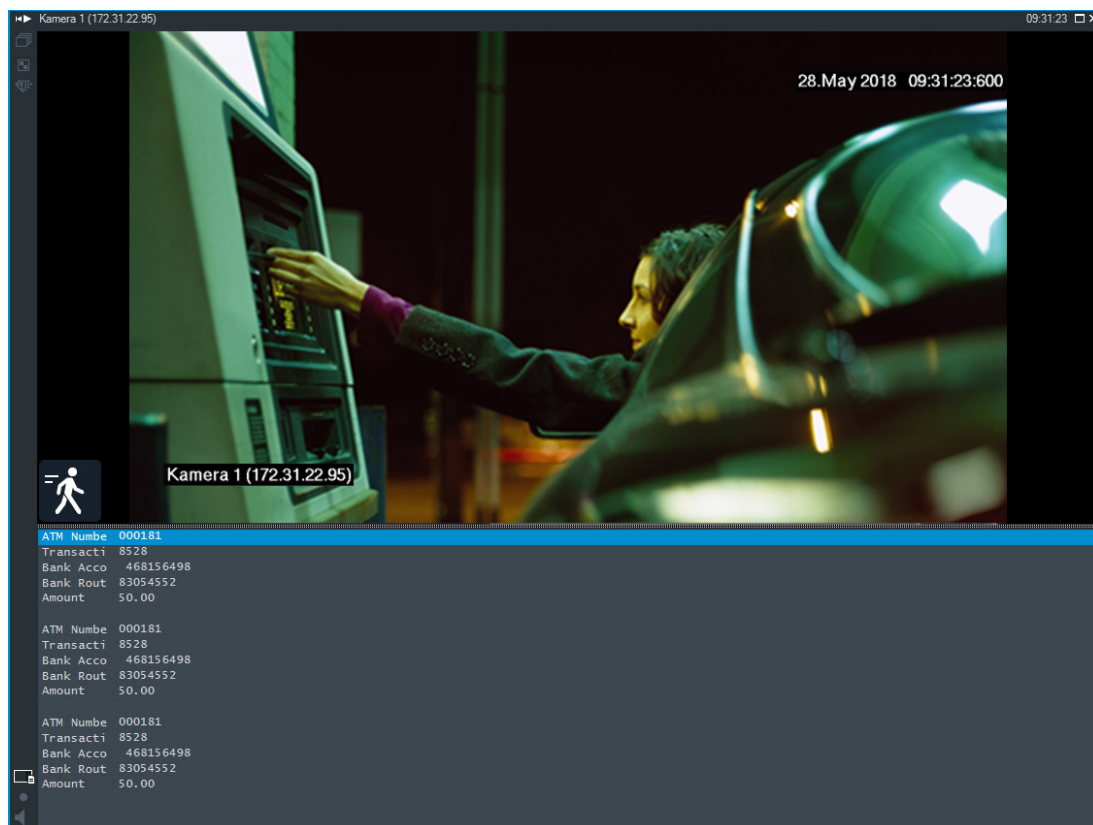 Kamera 1 (172.31.22.95) 09:31:23
28.May 2018 09:31:23:600
Kamera 1 (172.31.22.95)
ATM Numbe 000181
Transacti 8528
Bank Acco 468156498
Bank Rout 83054552
Amount 50.00
ATM Numbe 000181
Transacti 8528
Bank Acco 468156498
Bank Rout 83054552
Amount 50.00
ATM Numbe 000181
Transacti 8528
Bank Acco 468156498
Bank Rout 83054552
Amount 50.00